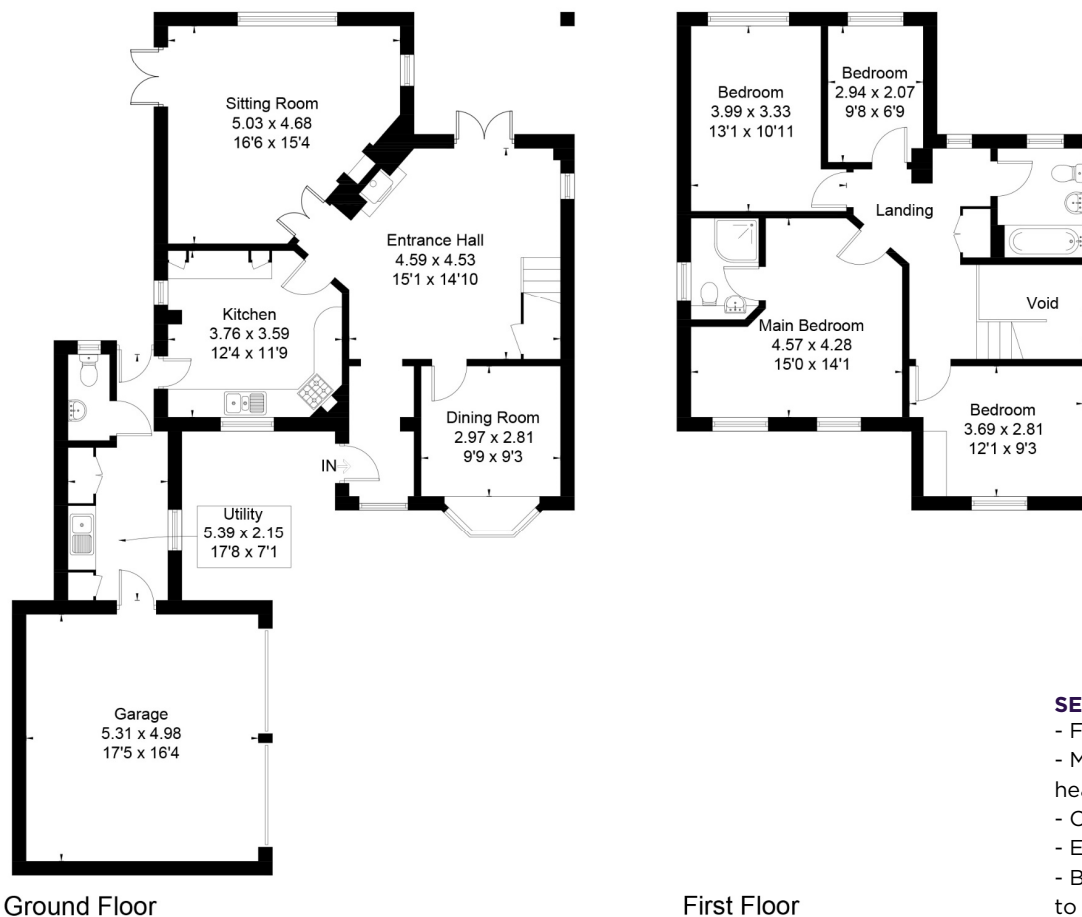 Sitting Room
5.03 x 4.68
16'6 x 15'4
Entrance Hall
4.59 x 4.53
15'1 x 14'10
Kitchen
3.76 x 3.59
12'4 x 11'9
Dining Room
2.97 x 2.81
9'9 x 9'3
IN
Utility
5.39 x 2.15
17'8 x 7'1
Garage
5.31 x 4.98
17'5 x 16'4
Ground Floor
Bedroom
3.99 x 3.33
13'1 x 10'11
Bedroom
2.94 x 2.07
9'8 x 6'9
Landing
Void
Main Bedroom
4.57 x 4.28
15'0 x 14'1
Bedroom
3.69 x 2.81
12'1 x 9'3
First Floor
SE
- F
- M
hea
- O
- E
- B
to